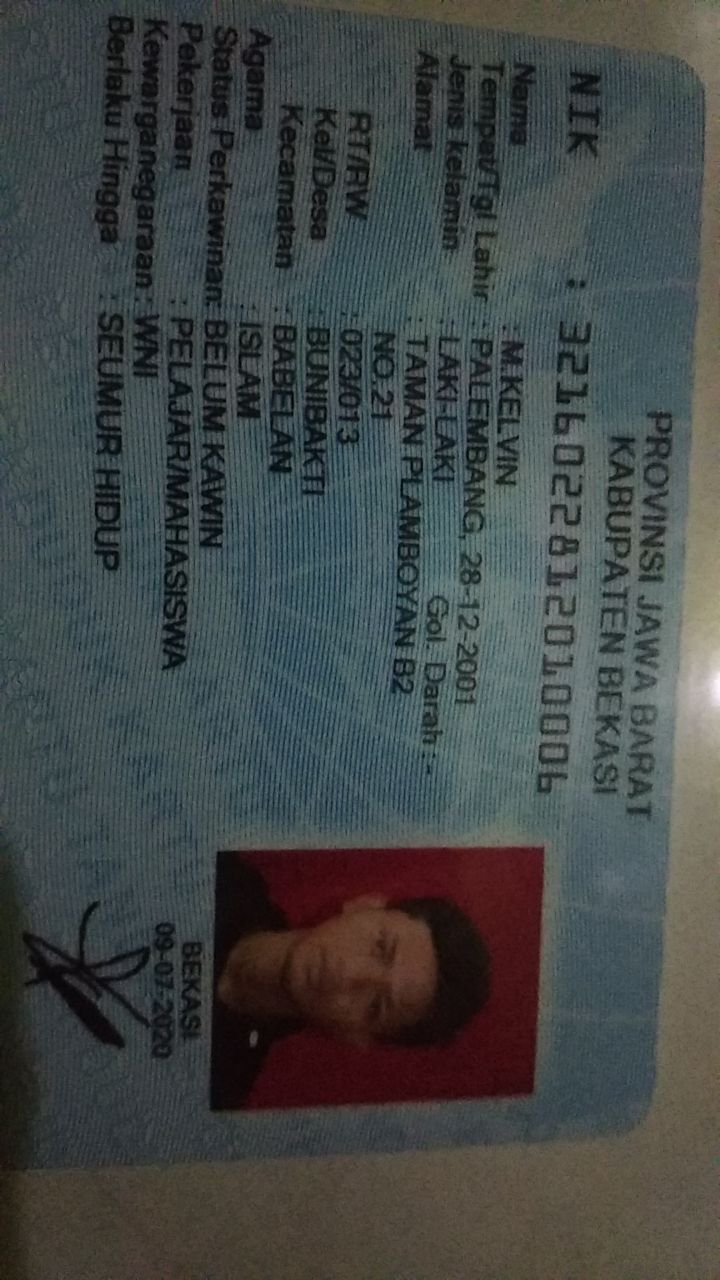 PROVINSI JAWA BARAT
KABUPATEN BEKASI
NIK : 3216022812010006
Nama : M.KELVIN
Tempat/Tgl Lahir : PALEMBANG, 28-12-2001
Jenis kelamin : LAKI-LAKI Gol. Darah : -
Alamat : TAMAN PLAMBOYAN B2
NO.21
RT/RW : 023/013
Kel/Desa : BUNIBAKTI
Kecamatan : BABELAN
Agama : ISLAM
Status Perkawinan: BELUM KAWIN
Pekerjaan : PELAJAR/MAHASISWA
Kewarganegaraan : WNI
Berlaku Hingga : SEUMUR HIDUP
BEKASI
09-07-2020